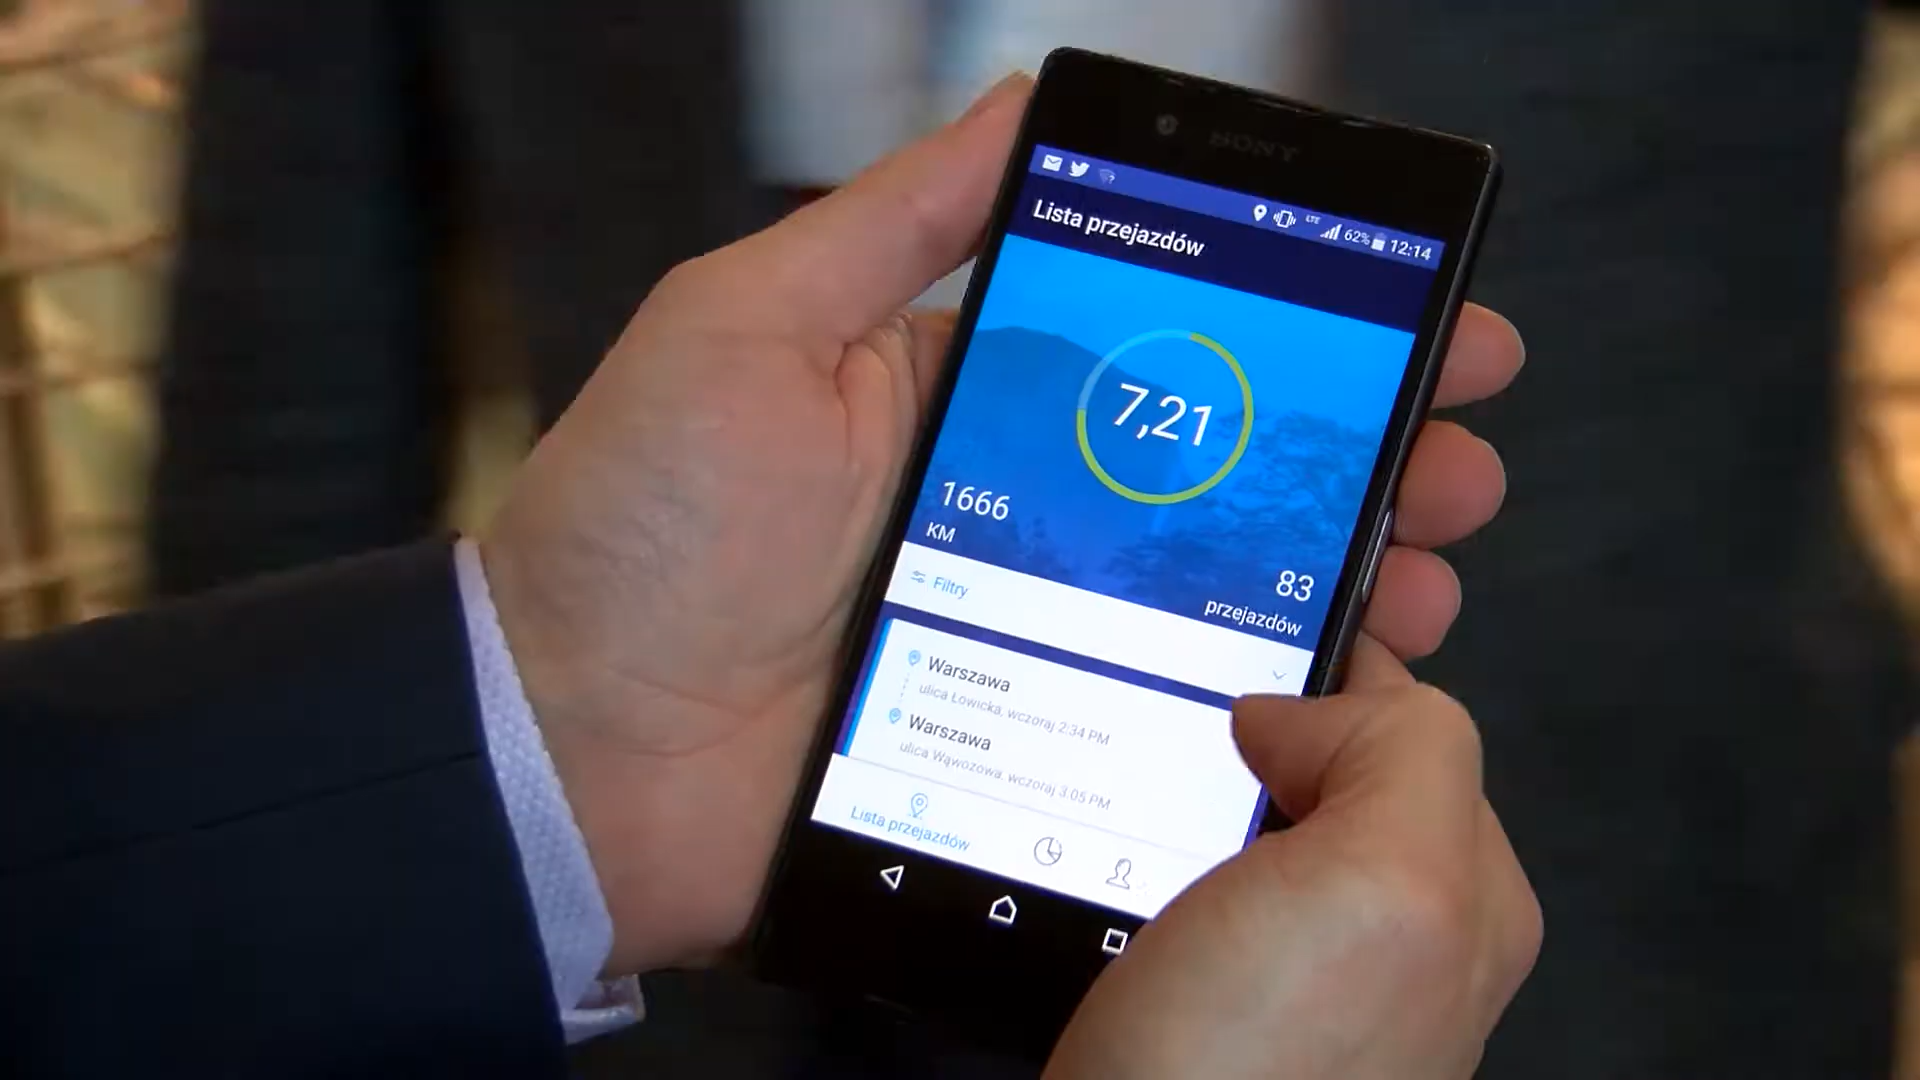 SONY
LTE 62% 12:14
Lista przejazdów
7,21
1666
KM
83
przejazdów
Filtry
Warszawa
ulica Łowicka, wczoraj 2:34 PM
Warszawa
ulica Wąwozowa, wczoraj 3:05 PM
Lista przejazdów